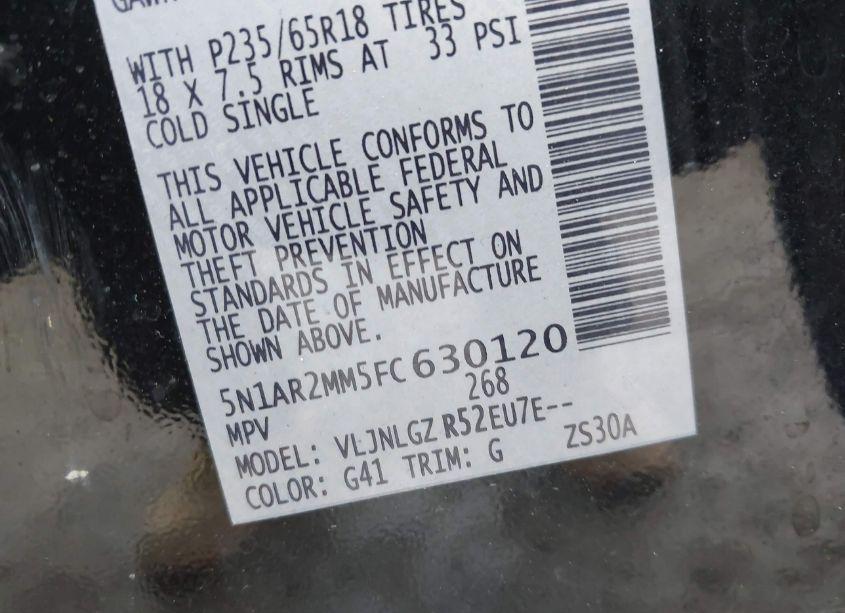 WITH P235/65R18 TIRES
18 X 7.5 RIMS AT 33 PSI
COLD SINGLE
THIS VEHICLE CONFORMS TO
ALL APPLICABLE FEDERAL
MOTOR VEHICLE SAFETY AND
THEFT PREVENTION
STANDARDS IN EFFECT ON
THE DATE OF MANUFACTURE
SHOWN ABOVE.
5N1AR2MM5FC630120
MPV 268
MODEL: VLJNLGZ R52EU7E--
COLOR: G41 TRIM: G ZS30A